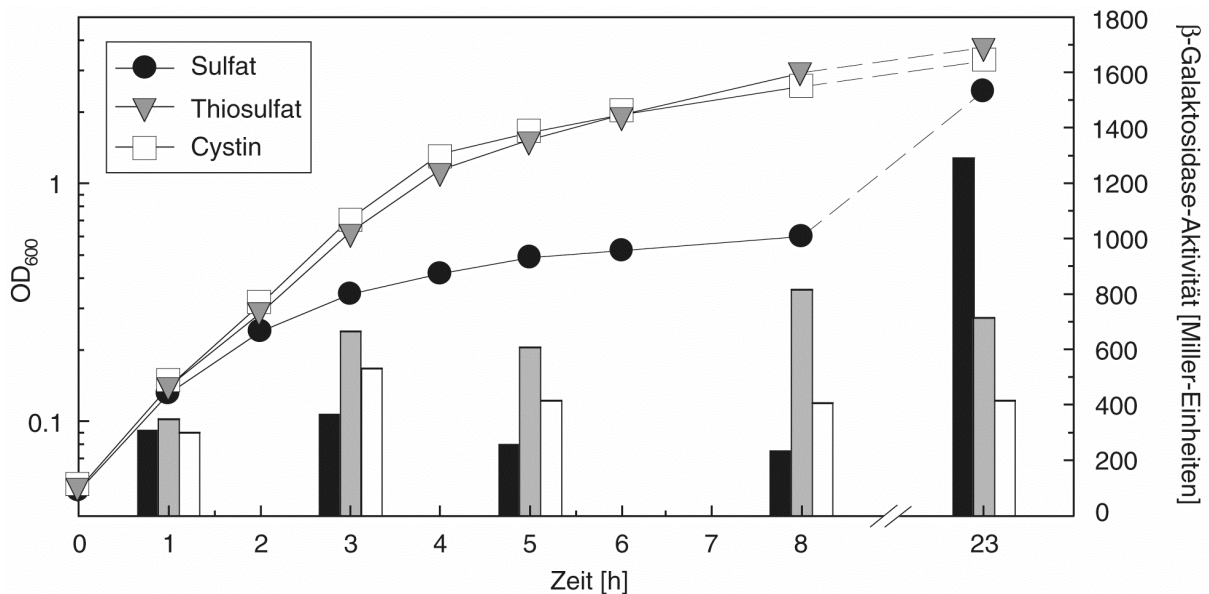 Sulfat
Thiosulfat
Cystin
OD600
1
0.1
0 1 2 3 4 5 6 7 8 23
Zeit [h]
1800
1600
1400
1200
1000
800
600
400
200
0
β-Galaktosidase-Aktivität [Miller-Einheiten]